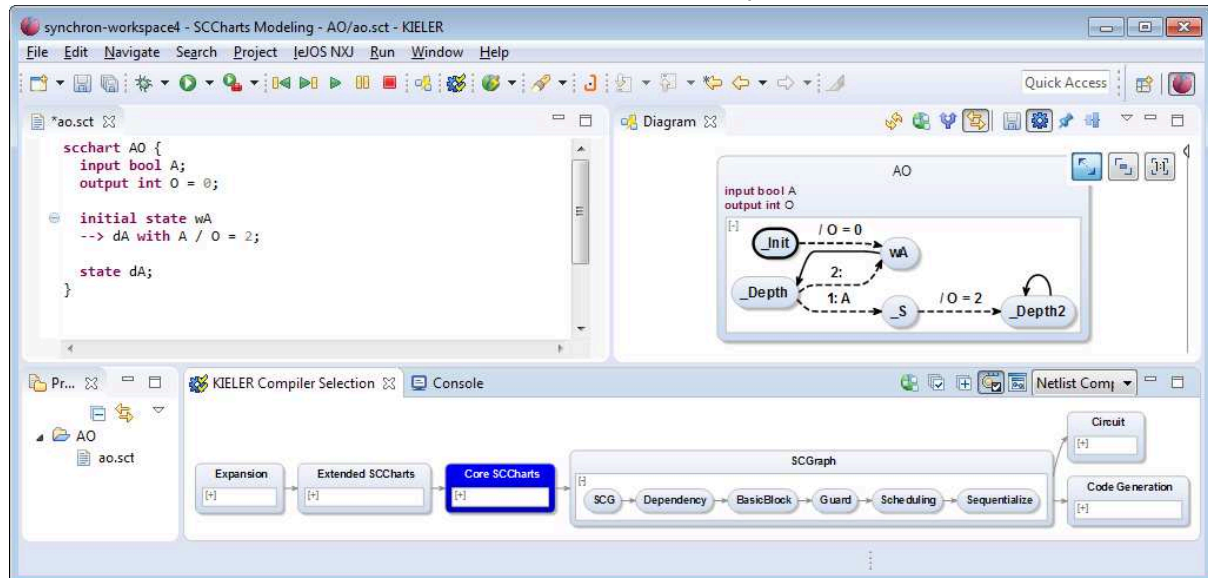 synchron-workspace4 - SCCharts Modeling - AO/ao.sct - KIELER
File Edit Navigate Search Project leJOS NXJ Run Window Help
Quick Access
*ao.sct
scchart AO {
input bool A;
output int O = 0;
initial state wA
--> dA with A / O = 2;
state dA;
}
Diagram
AO
input bool A
output int O
[-]
_Init
/ O = 0
wA
2:
_Depth
1: A
_S
/ O = 2
_Depth2
Pr...
AO
ao.sct
KIELER Compiler Selection
Console
Netlist Comp
Expansion
[+]
Extended SCCharts
[+]
Core SCCharts
[+]
SCGraph
[-]
SCG
Dependency
BasicBlock
Guard
Scheduling
Sequentialize
Circuit
[+]
Code Generation
[+]